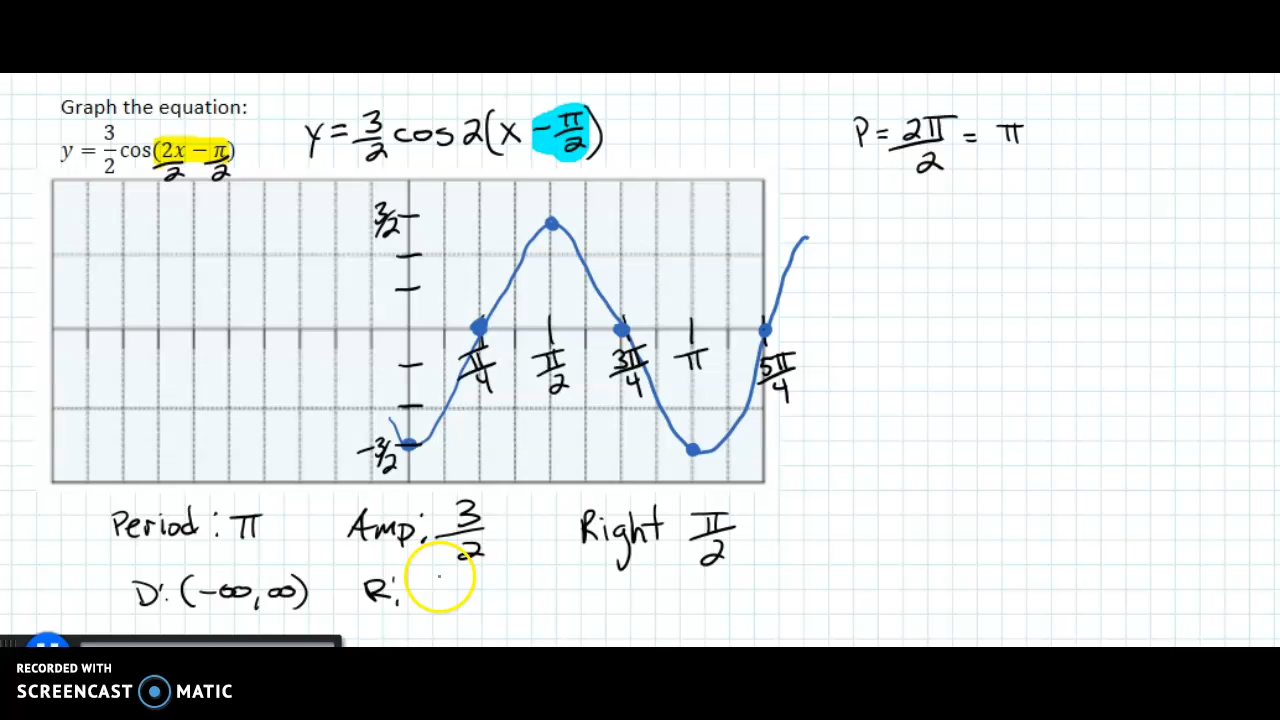 Graph the equation:
y = 3/2 cos(2x − π)
2 2
y = 3/2 cos 2(x − π/2)
P = 2π/2 = π
3/2
π/4 π/2 3π/4 π 5π/4
−3/2
Period: π Amp: 3/2 Right π/2
D: (−∞, ∞) R:
RECORDED WITH
SCREENCAST MATIC